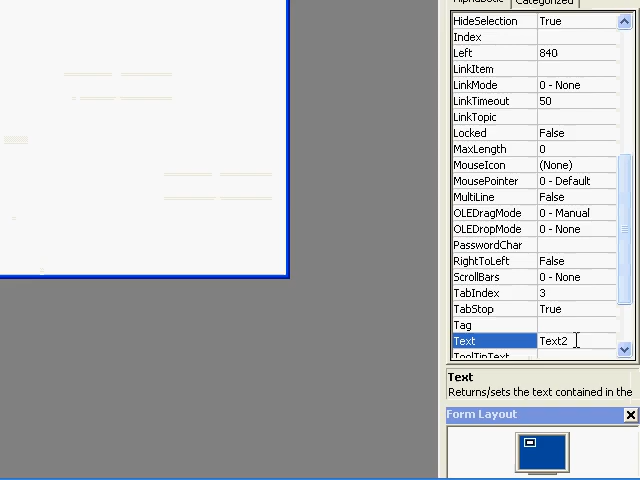 Alphabetic Categorized
HideSelection True
Index
Left 840
LinkItem
LinkMode 0 - None
LinkTimeout 50
LinkTopic
Locked False
MaxLength 0
MouseIcon (None)
MousePointer 0 - Default
MultiLine False
OLEDragMode 0 - Manual
OLEDropMode 0 - None
PasswordChar
RightToLeft False
ScrollBars 0 - None
TabIndex 3
TabStop True
Tag
Text Text2
ToolTipText
Text
Returns/sets the text contained in the
Form Layout